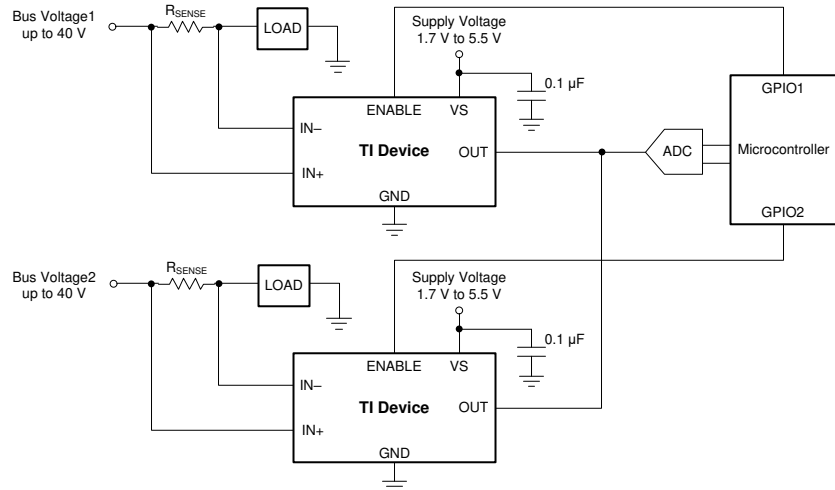 Bus Voltage1
up to 40 V
RSENSE
LOAD
Supply Voltage
1.7 V to 5.5 V
0.1 µF
ENABLE
VS
IN–
TI Device
OUT
IN+
GND
ADC
GPIO1
Microcontroller
GPIO2
Bus Voltage2
up to 40 V
RSENSE
LOAD
Supply Voltage
1.7 V to 5.5 V
0.1 µF
ENABLE
VS
IN–
TI Device
OUT
IN+
GND